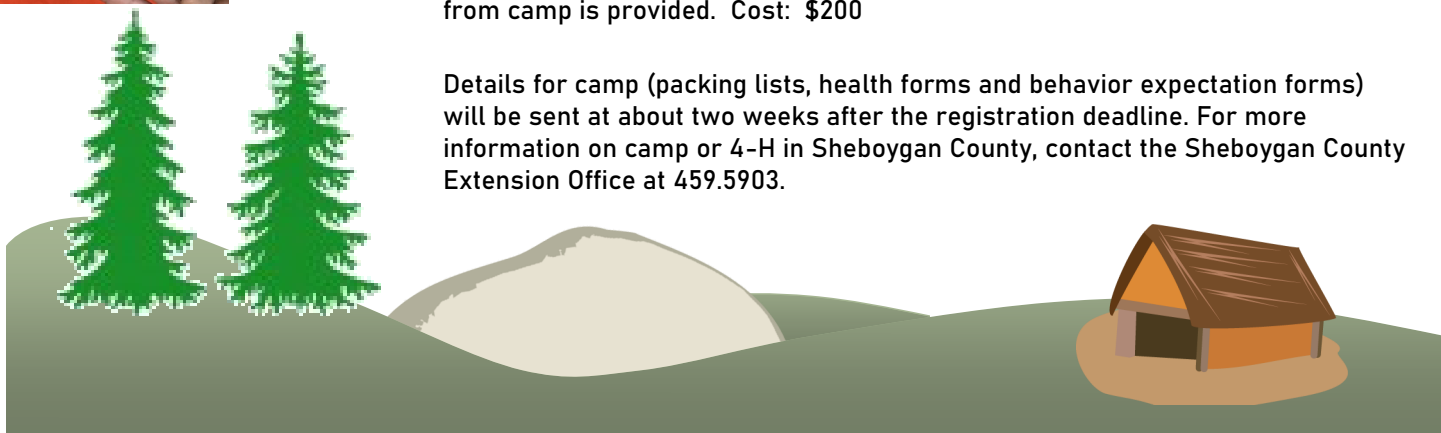 from camp is provided.  Cost:  $200
Details for camp (packing lists, health forms and behavior expectation forms)
will be sent at about two weeks after the registration deadline. For more
information on camp or 4-H in Sheboygan County, contact the Sheboygan County
Extension Office at 459.5903.